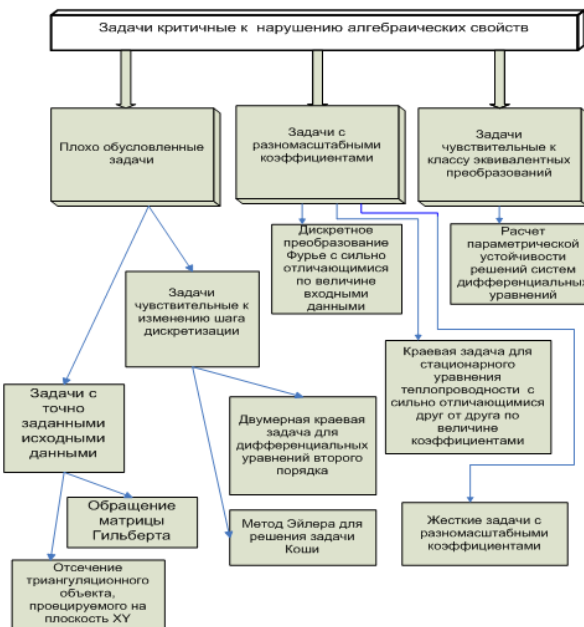 Задачи критичные к нарушению алгебраических свойств
Плохо обусловленные
задачи
Задачи с
разномасштабными
коэффициентами
Задачи
чувствительные к
классу эквивалентных
преобразований
Дискретное
преобразование
Фурье с сильно
отличающимися
по величине
входными
данными
Расчет
параметрической
устойчивости
решений систем
дифференциальных
уравнений
Задачи
чувствительные к
изменению шага
дискретизации
Краевая задача для
стационарного
уравнения
теплопроводности с
сильно отличающимися
друг от друга по
величине
коэффициентами
Задачи с
точно
заданными
исходными
данными
Двумерная краевая
задача для
дифференциальных
уравнений второго
порядка
Обращение
матрицы
Гильберта
Метод Эйлера для
решения задачи
Коши
Жесткие задачи с
разномасштабными
коэффициентами
Отсечение
триангуляционного
объекта,
проецируемого на
плоскость XY